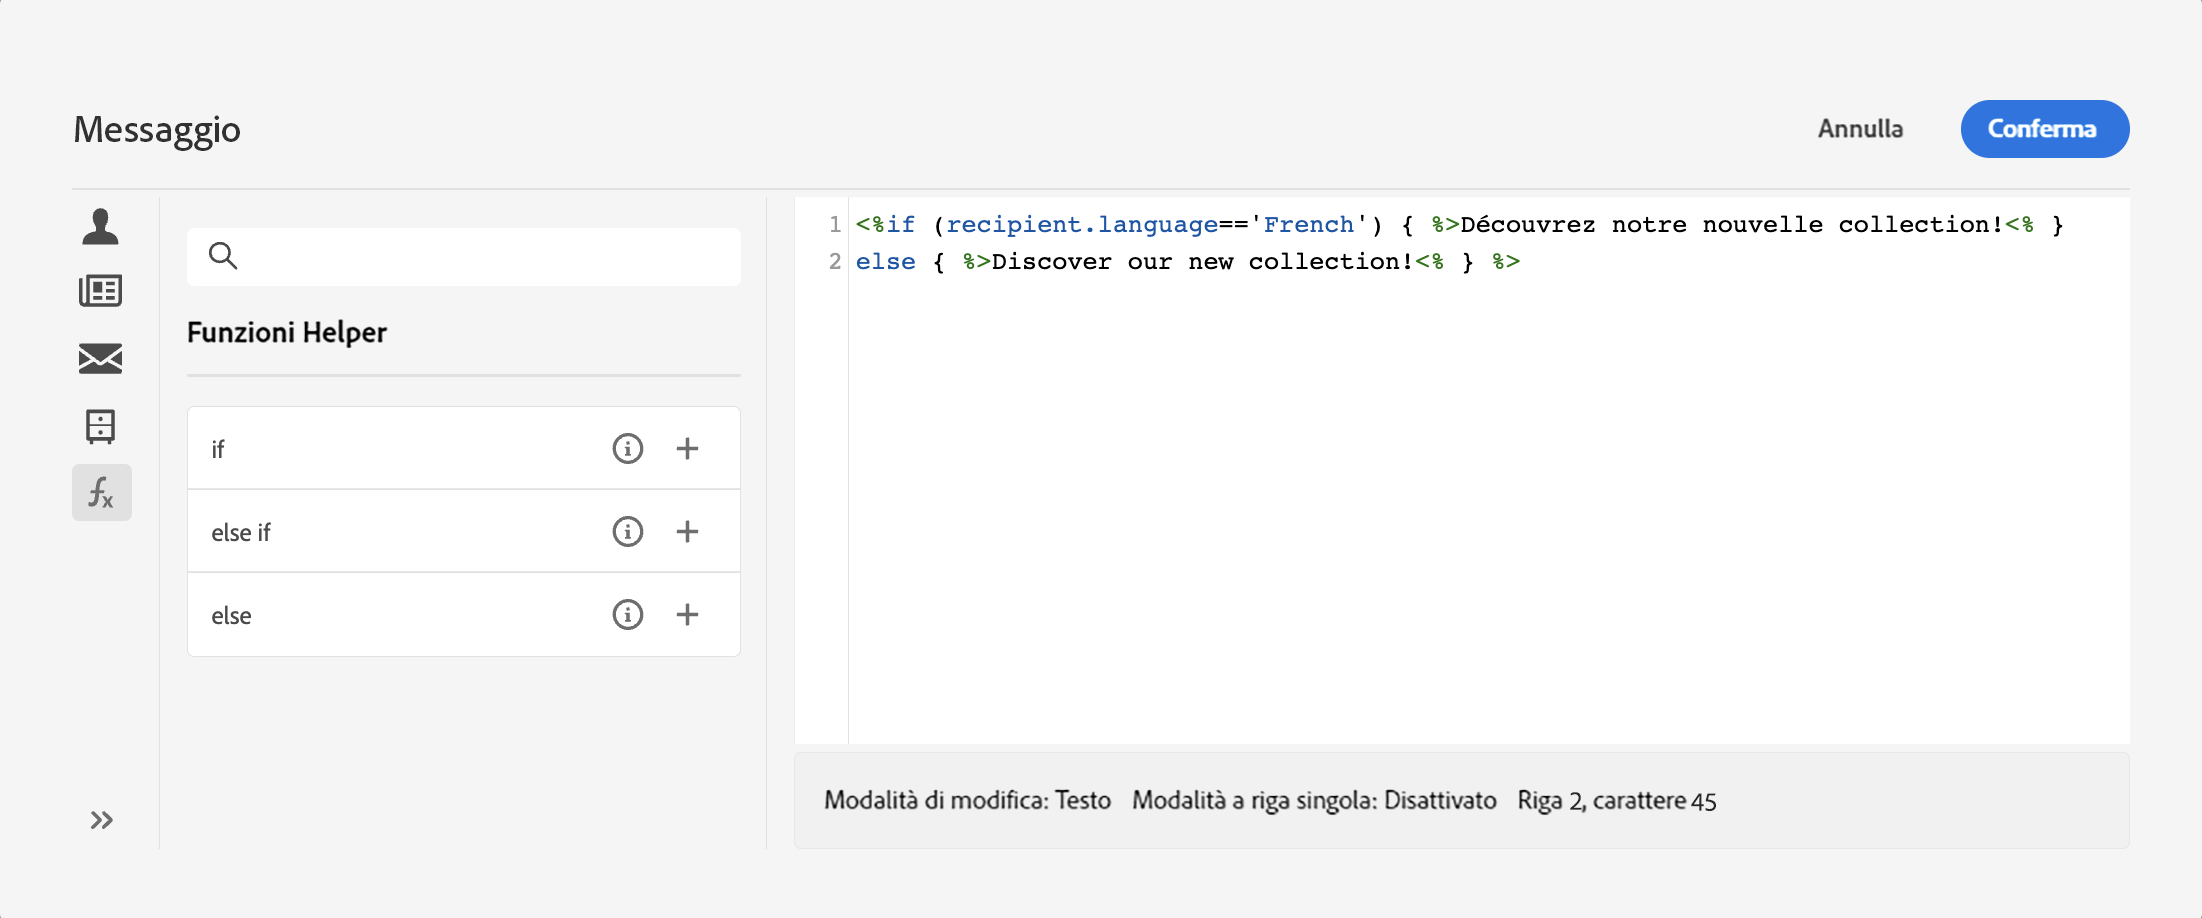 Messaggio
Annulla
Conferma
Funzioni Helper
if
else if
else
1 <%if (recipient.language=='French') { %>Découvrez notre nouvelle collection!<% }
2 else { %>Discover our new collection!<% } %>
Modalità di modifica: Testo Modalità a riga singola: Disattivato Riga 2, carattere 45